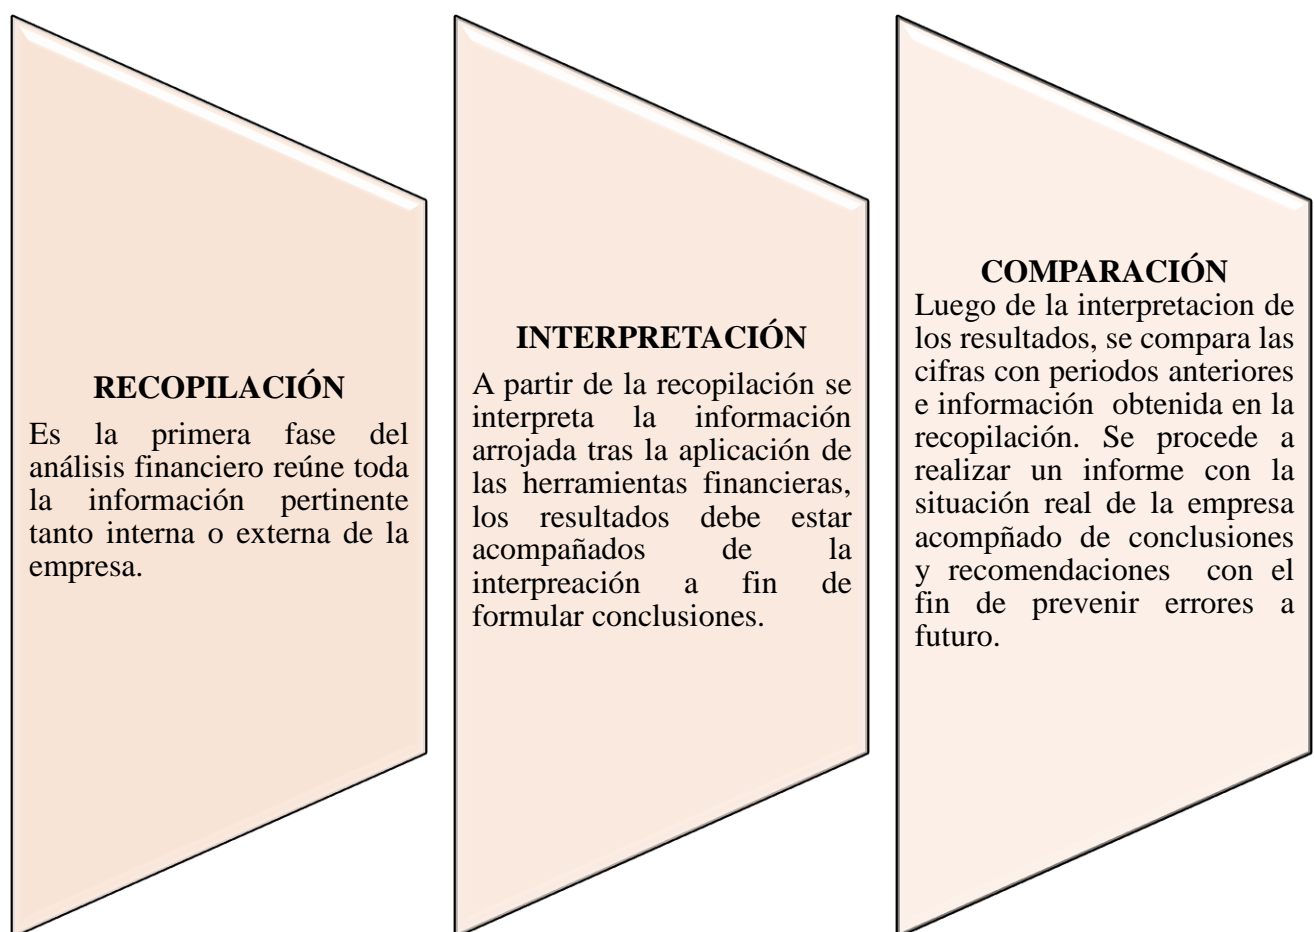 RECOPILACIÓN
Es la primera fase del
análisis financiero reúne toda
la información pertinente
tanto interna o externa de la
empresa.
INTERPRETACIÓN
A partir de la recopilación se
interpreta la información
arrojada tras la aplicación de
las herramientas financieras,
los resultados debe estar
acompañados de la
interpreación a fin de
formular conclusiones.
COMPARACIÓN
Luego de la interpretacion de
los resultados, se compara las
cifras con periodos anteriores
e información obtenida en la
recopilación. Se procede a
realizar un informe con la
situación real de la empresa
acompñado de conclusiones
y recomendaciones con el
fin de prevenir errores a
futuro.